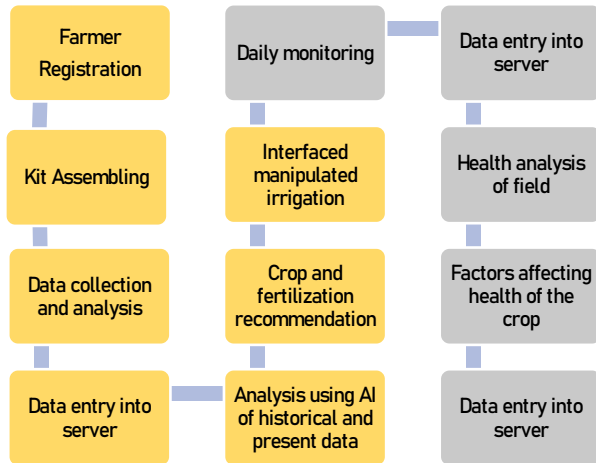 Farmer
Registration
Kit Assembling
Data collection
and analysis
Data entry into
server
Analysis using AI
of historical and
present data
Crop and
fertilization
recommendation
Interfaced
manipulated
irrigation
Daily monitoring
Data entry into
server
Health analysis
of field
Factors affecting
health of the
crop
Data entry into
server